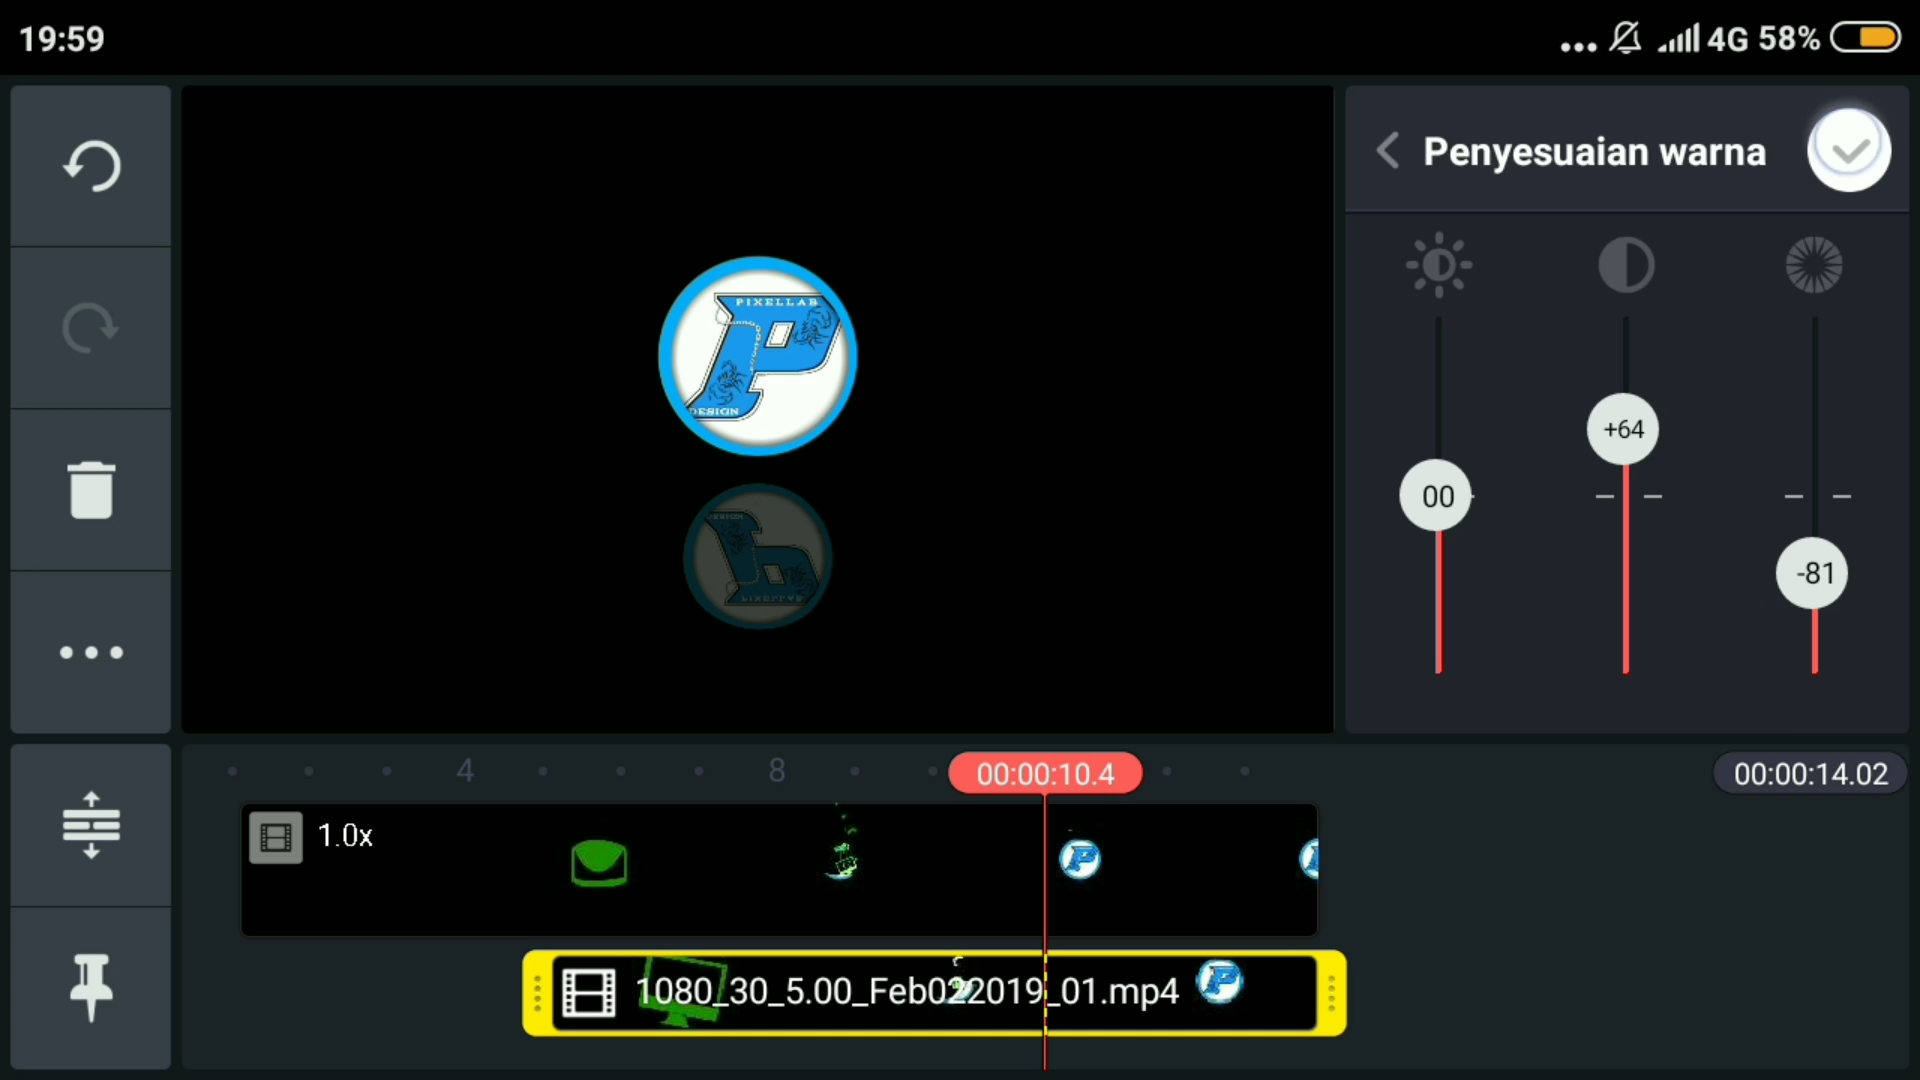 19:59
4G 58%
Penyesuaian warna
PIXELLAB
DESIGN
00
+64
-81
4
8
00:00:10.4
00:00:14.02
1.0x
1080_30_5.00_Feb022019_01.mp4